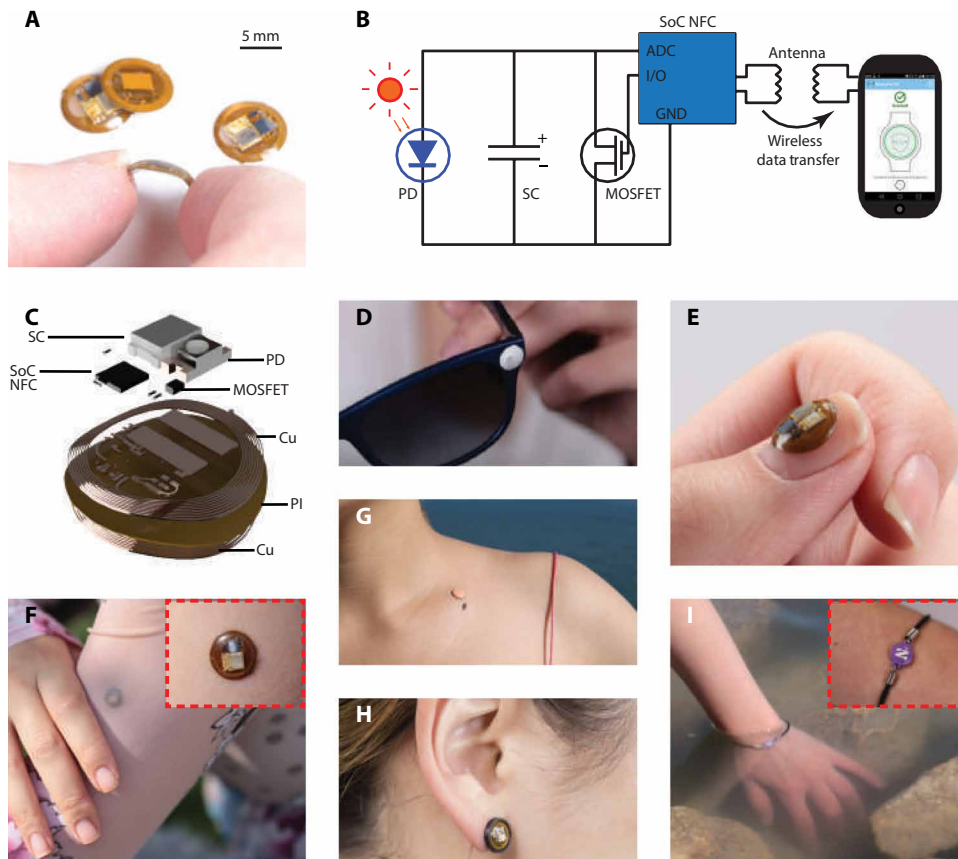 A
5 mm
B
SoC NFC
ADC
I/O
GND
Antenna
Wireless
data transfer
PD
+
–
SC
MOSFET
C
SC
SoC
NFC
PD
MOSFET
Cu
PI
Cu
D
E
G
F
H
I